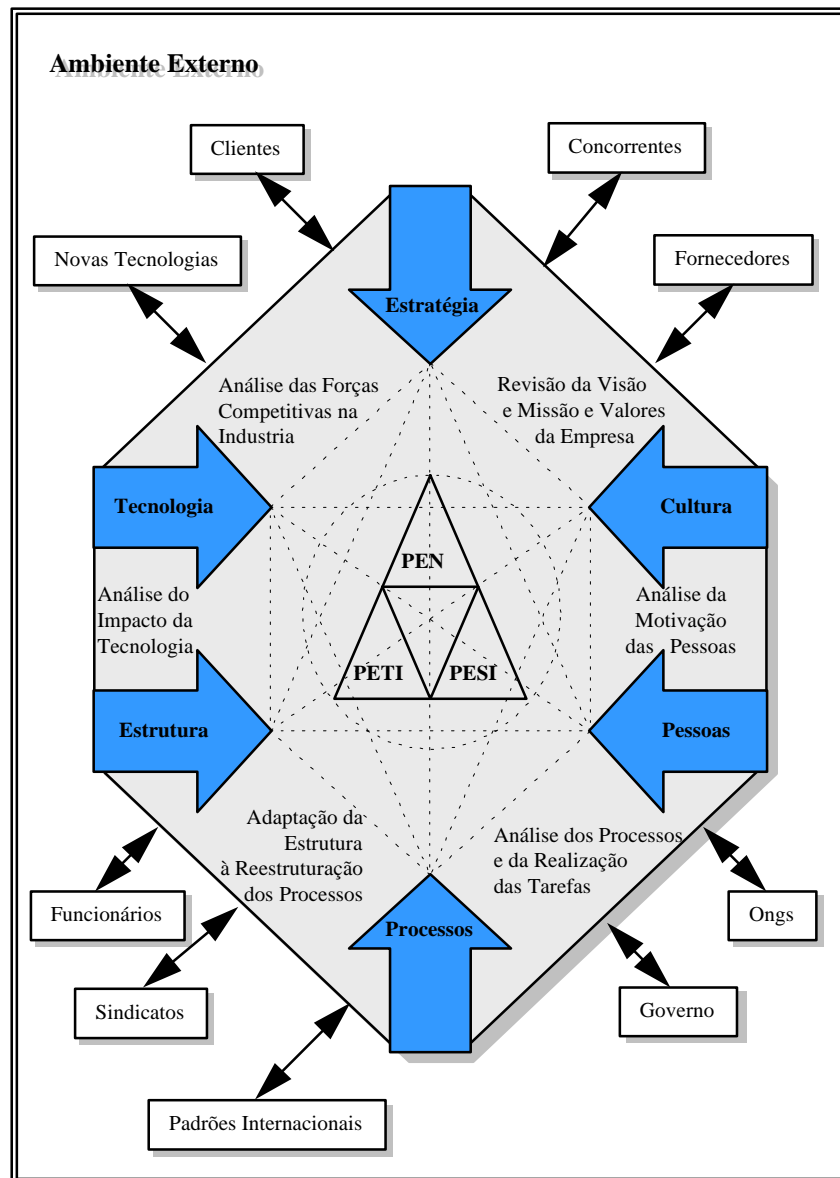 Ambiente Externo
Clientes
Concorrentes
Novas Tecnologias
Fornecedores
Estratégia
Análise das Forças
Competitivas na
Industria
Revisão da Visão
e Missão e Valores
da Empresa
Tecnologia
Cultura
PEN
Análise do
Impacto da
Tecnologia
Análise da
Motivação
das Pessoas
PETI
PESI
Estrutura
Pessoas
Adaptação da
Estrutura
à Reestruturação
dos Processos
Análise dos Processos
e da Realização
das Tarefas
Funcionários
Processos
Ongs
Sindicatos
Governo
Padrões Internacionais